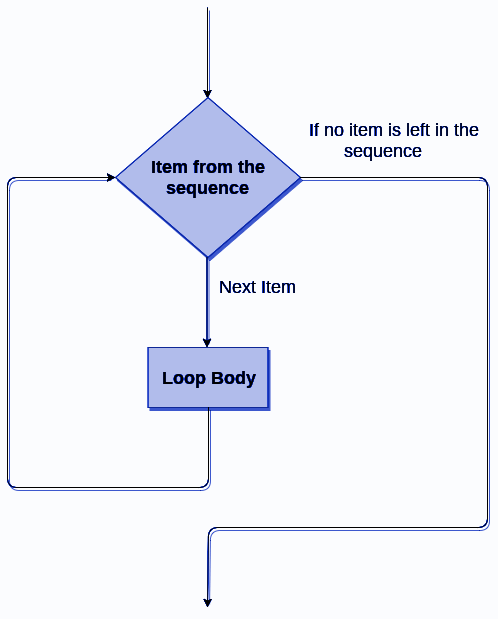 If no item is left in the
sequence
Item from the
sequence
Next Item
Loop Body